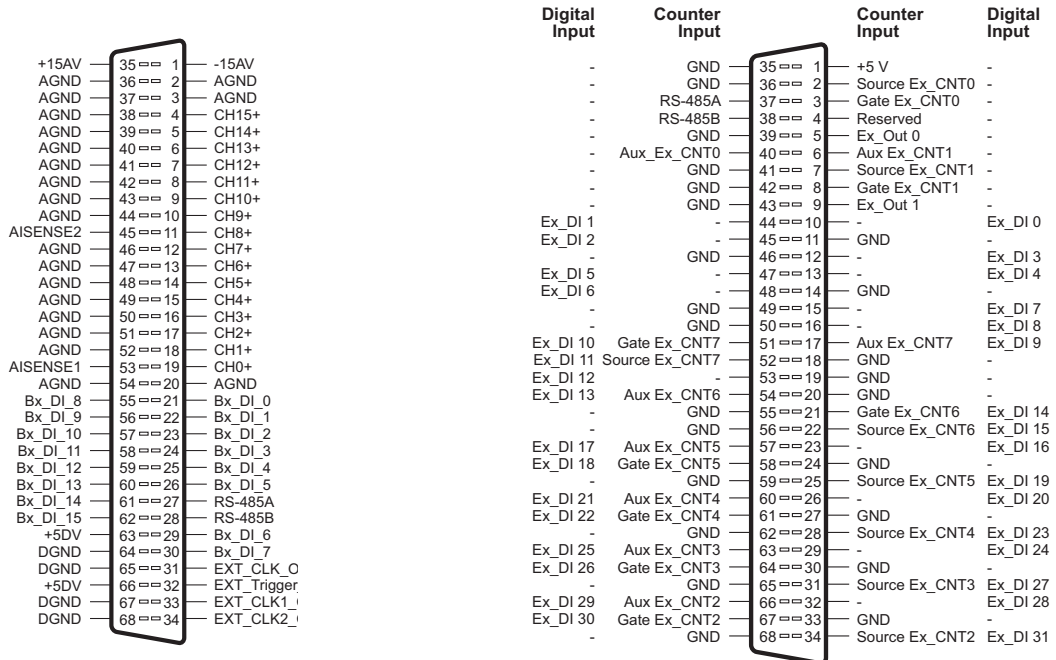 +15AV 35 1 -15AV
AGND 36 2 AGND
AGND 37 3 AGND
AGND 38 4 CH15+
AGND 39 5 CH14+
AGND 40 6 CH13+
AGND 41 7 CH12+
AGND 42 8 CH11+
AGND 43 9 CH10+
AGND 44 10 CH9+
AISENSE2 45 11 CH8+
AGND 46 12 CH7+
AGND 47 13 CH6+
AGND 48 14 CH5+
AGND 49 15 CH4+
AGND 50 16 CH3+
AGND 51 17 CH2+
AGND 52 18 CH1+
AISENSE1 53 19 CH0+
AGND 54 20 AGND
Bx_DI_8 55 21 Bx_DI_0
Bx_DI_9 56 22 Bx_DI_1
Bx_DI_10 57 23 Bx_DI_2
Bx_DI_11 58 24 Bx_DI_3
Bx_DI_12 59 25 Bx_DI_4
Bx_DI_13 60 26 Bx_DI_5
Bx_DI_14 61 27 RS-485A
Bx_DI_15 62 28 RS-485B
+5DV 63 29 Bx_DI_6
DGND 64 30 Bx_DI_7
DGND 65 31 EXT_CLK_O
+5DV 66 32 EXT_Trigger_
DGND 67 33 EXT_CLK1_
DGND 68 34 EXT_CLK2_
Digital Input Counter Input Counter Input Digital Input
- GND 35 1 +5 V -
- GND 36 2 Source Ex_CNT0 -
- RS-485A 37 3 Gate Ex_CNT0 -
- RS-485B 38 4 Reserved -
- GND 39 5 Ex_Out 0 -
- Aux_Ex_CNT0 40 6 Aux Ex_CNT1 -
- GND 41 7 Source Ex_CNT1 -
- GND 42 8 Gate Ex_CNT1 -
- GND 43 9 Ex_Out 1 -
Ex_DI 1 - 44 10 - Ex_DI 0
Ex_DI 2 - 45 11 GND -
- GND 46 12 - Ex_DI 3
Ex_DI 5 - 47 13 - Ex_DI 4
Ex_DI 6 - 48 14 GND -
- GND 49 15 - Ex_DI 7
- GND 50 16 - Ex_DI 8
Ex_DI 10 Gate Ex_CNT7 51 17 Aux Ex_CNT7 Ex_DI 9
Ex_DI 11 Source Ex_CNT7 52 18 GND -
Ex_DI 12 - 53 19 GND -
Ex_DI 13 Aux Ex_CNT6 54 20 GND -
- GND 55 21 Gate Ex_CNT6 Ex_DI 14
- GND 56 22 Source Ex_CNT6 Ex_DI 15
Ex_DI 17 Aux Ex_CNT5 57 23 - Ex_DI 16
Ex_DI 18 Gate Ex_CNT5 58 24 GND -
- GND 59 25 Source Ex_CNT5 Ex_DI 19
Ex_DI 21 Aux Ex_CNT4 60 26 - Ex_DI 20
Ex_DI 22 Gate Ex_CNT4 61 27 GND -
- GND 62 28 Source Ex_CNT4 Ex_DI 23
Ex_DI 25 Aux Ex_CNT3 63 29 - Ex_DI 24
Ex_DI 26 Gate Ex_CNT3 64 30 GND -
- GND 65 31 Source Ex_CNT3 Ex_DI 27
Ex_DI 29 Aux Ex_CNT2 66 32 - Ex_DI 28
Ex_DI 30 Gate Ex_CNT2 67 33 GND -
- GND 68 34 Source Ex_CNT2 Ex_DI 31